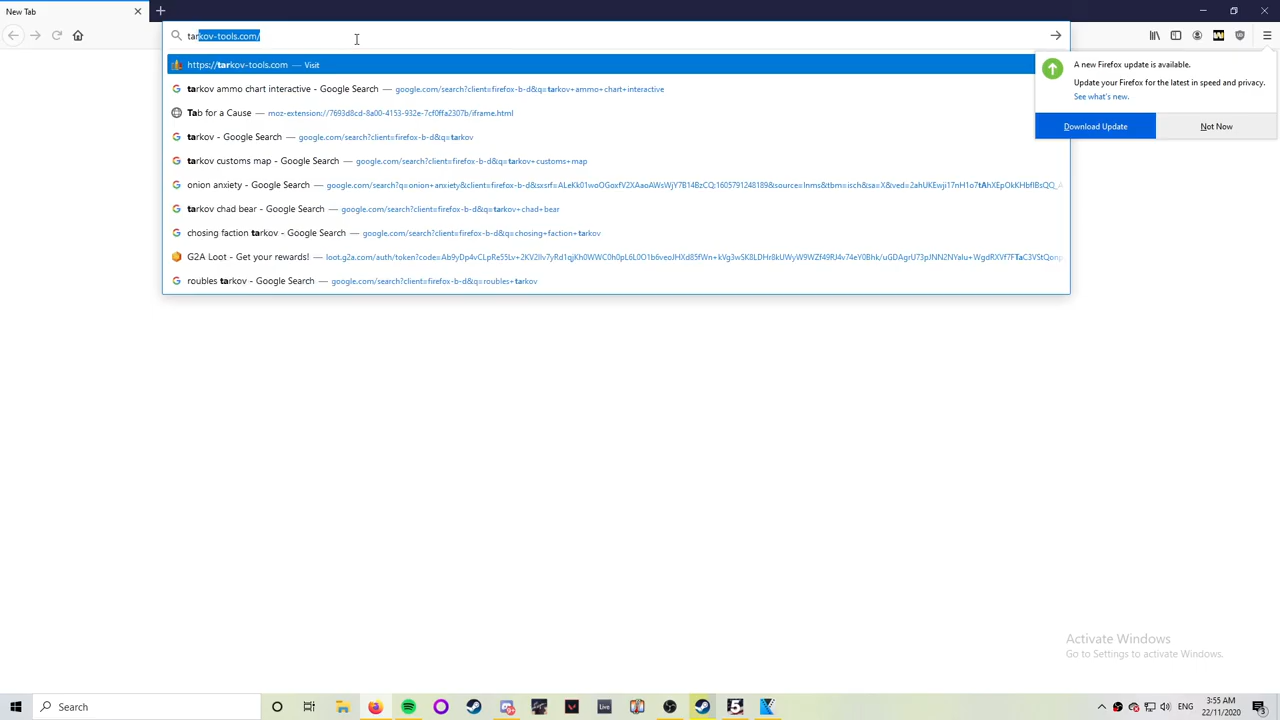 New Tab
tarkov-tools.com/
https://tarkov-tools.com — Visit
tarkov ammo chart interactive - Google Search — google.com/search?client=firefox-b-d&q=tarkov+ammo+chart+interactive
Tab for a Cause — moz-extension://7693d8cd-8a00-4153-932e-7cf0ffa2307b/iframe.html
tarkov - Google Search — google.com/search?client=firefox-b-d&q=tarkov
tarkov customs map - Google Search — google.com/search?client=firefox-b-d&q=tarkov+customs+map
onion anxiety - Google Search —
tarkov chad bear - Google Search — google.com/search?client=firefox-b-d&q=tarkov+chad+bear
chosing faction tarkov - Google Search — google.com/search?client=firefox-b-d&q=chosing+faction+tarkov
G2A Loot - Get your rewards! —
roubles tarkov - Google Search — google.com/search?client=firefox-b-d&q=roubles+tarkov
A new Firefox update is available.
Update your Firefox for the latest in speed and privacy.
See what's new.
Download Update
Not Now
Activate Windows
Go to Settings to activate Windows.
Search
Live
5
ENG
3:55 AM
22/11/2020